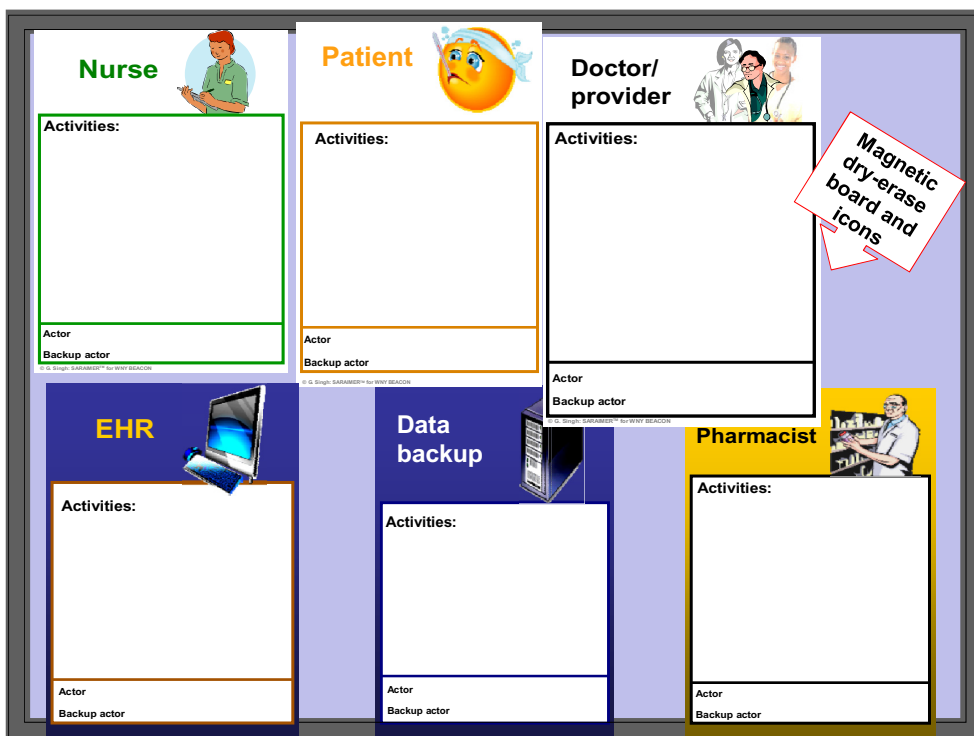 Nurse
Activities:
Actor
Backup actor
© G. Singh: SARAIMER™ for WNY BEACON
Patient
Activities:
Actor
Backup actor
© G. Singh: SARAIMER™ for WNY BEACON
Doctor/
provider
Activities:
Actor
Backup actor
© G. Singh: SARAIMER™ for WNY BEACON
Magnetic
dry-erase
board and
icons
EHR
Activities:
Actor
Backup actor
Data
backup
Activities:
Actor
Backup actor
Pharmacist
Activities:
Actor
Backup actor